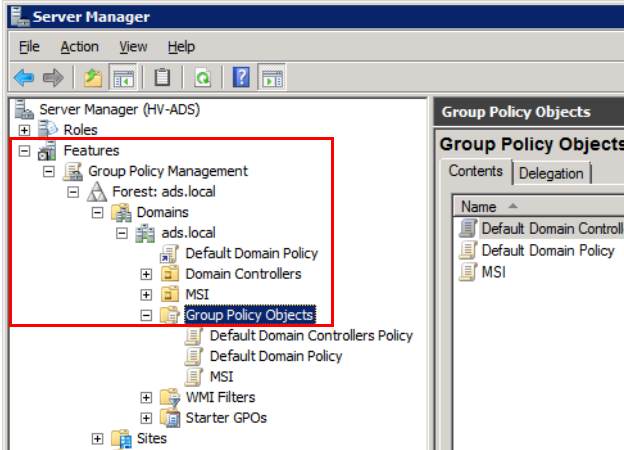 Server Manager
File Action View Help
Server Manager (HV-ADS)
Roles
Features
Group Policy Management
Forest: ads.local
Domains
ads.local
Default Domain Policy
Domain Controllers
MSI
Group Policy Objects
Default Domain Controllers Policy
Default Domain Policy
MSI
WMI Filters
Starter GPOs
Sites
Group Policy Objects
Group Policy Objects
Contents Delegation
Name
Default Domain Controll
Default Domain Policy
MSI